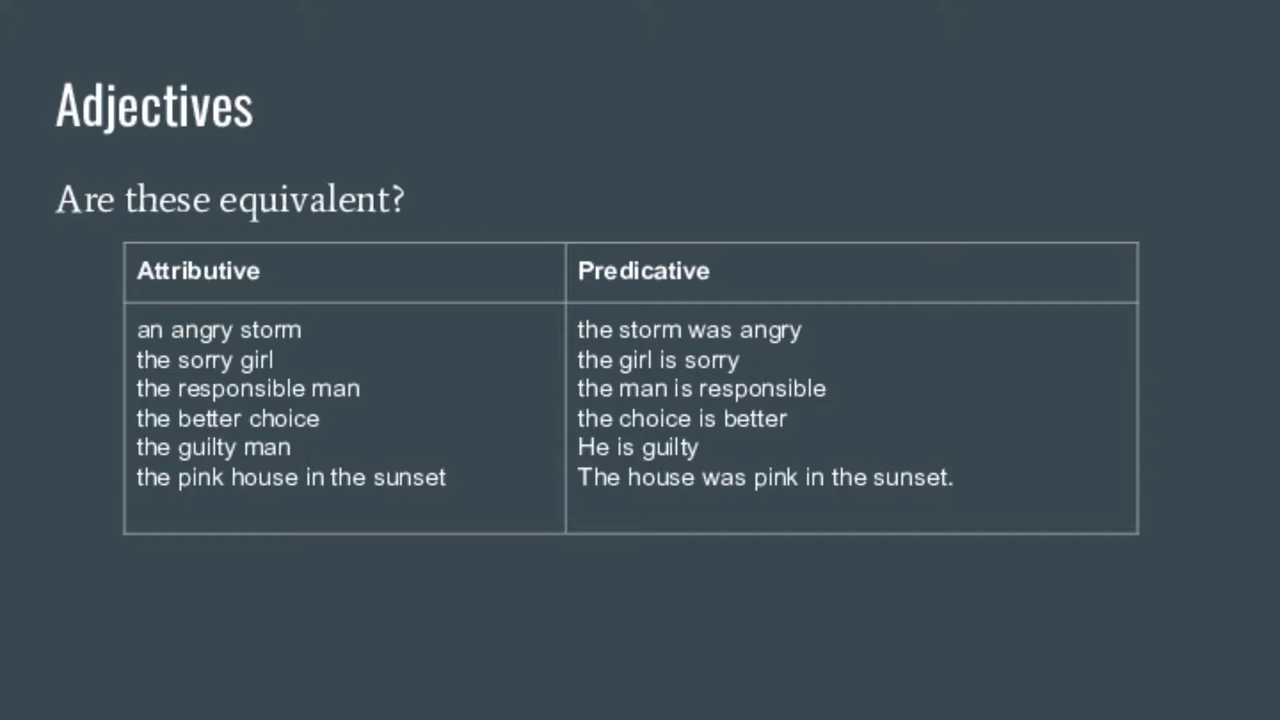 Adjectives
Are these equivalent?
Attributive
Predicative
an angry storm
the sorry girl
the responsible man
the better choice
the guilty man
the pink house in the sunset
the storm was angry
the girl is sorry
the man is responsible
the choice is better
He is guilty
The house was pink in the sunset.